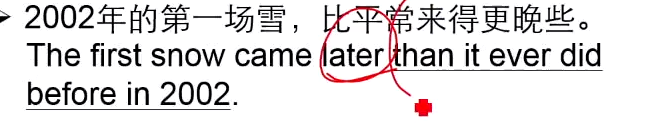 2002年的第一场雪，比平常来得更晚些。
The first snow came later than it ever did
before in 2002.